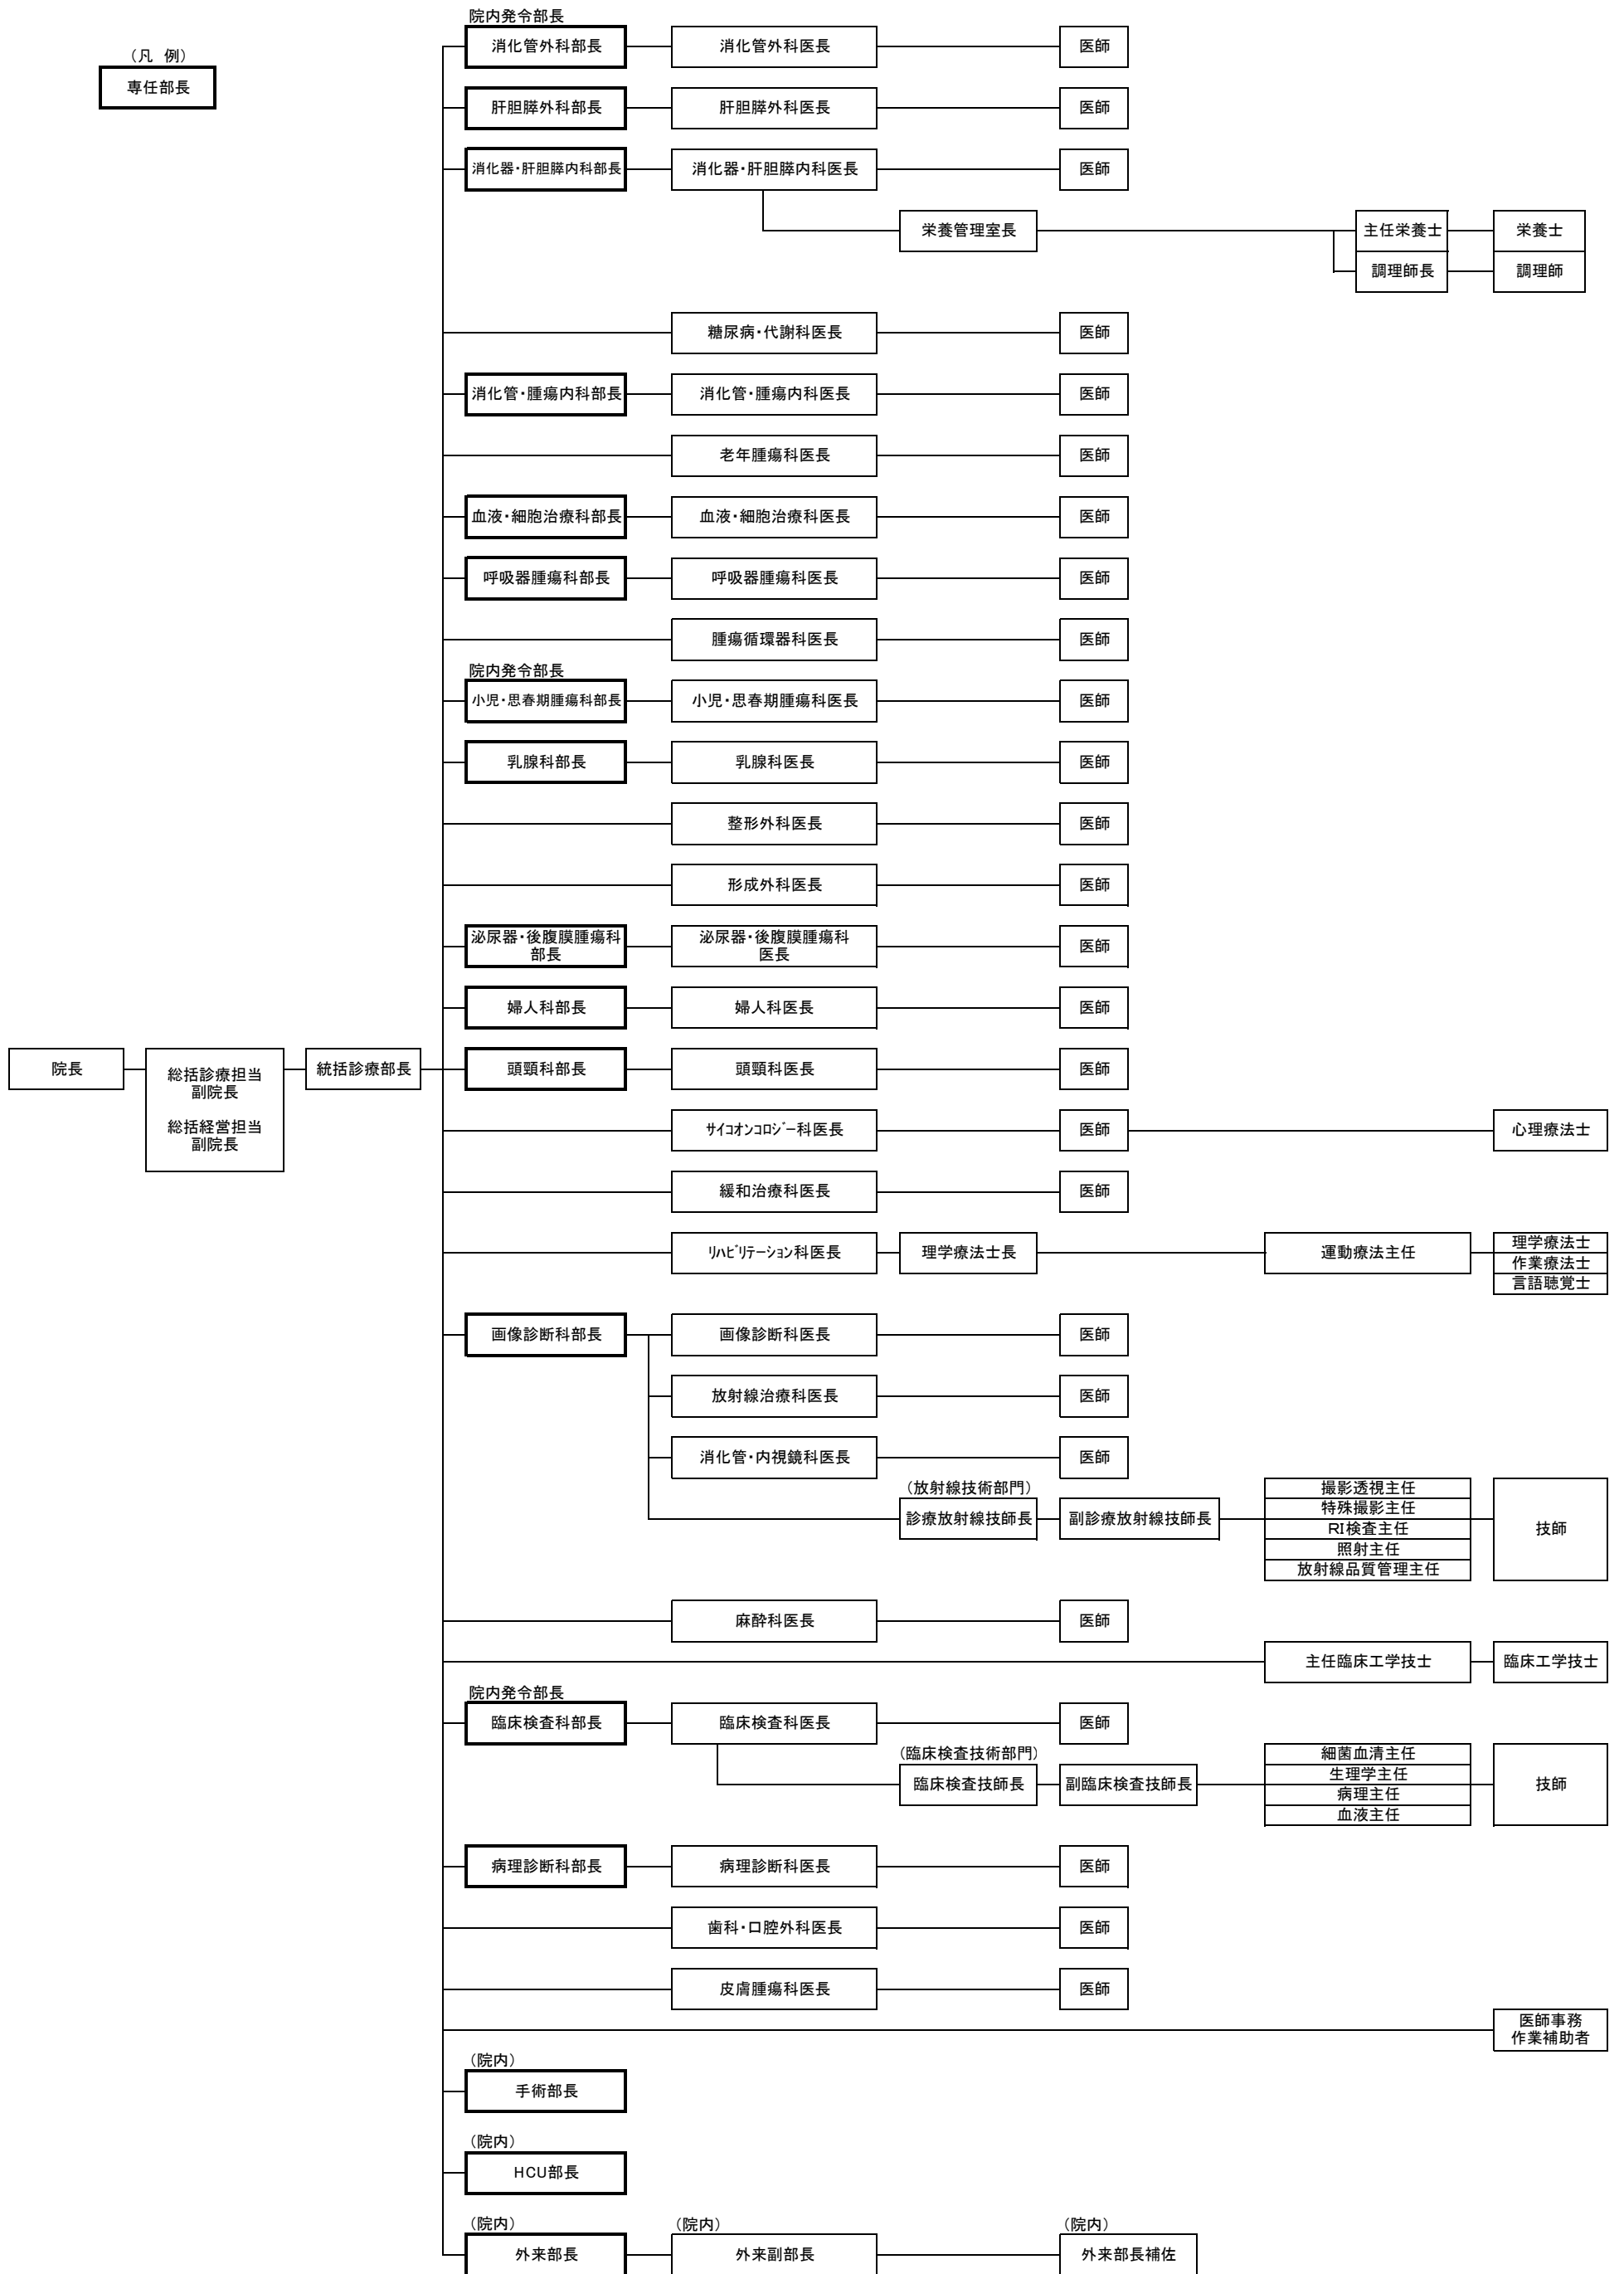 院内発令部長
消化管外科部長 消化管外科医長 医師
（凡 例）
専任部長
肝胆膵外科部長 肝胆膵外科医長 医師
消化器・肝胆膵内科部長 消化器・肝胆膵内科医長 医師
栄養管理室長 主任栄養士 栄養士
調理師長 調理師
糖尿病・代謝科医長 医師
消化管・腫瘍内科部長 消化管・腫瘍内科医長 医師
老年腫瘍科医長 医師
血液・細胞治療科部長 血液・細胞治療科医長 医師
呼吸器腫瘍科部長 呼吸器腫瘍科医長 医師
腫瘍循環器科医長 医師
院内発令部長
小児・思春期腫瘍科部長 小児・思春期腫瘍科医長 医師
乳腺科部長 乳腺科医長 医師
整形外科医長 医師
形成外科医長 医師
泌尿器・後腹膜腫瘍科
部長
泌尿器・後腹膜腫瘍科
医長
医師
婦人科部長 婦人科医長 医師
院長
総括診療担当
副院長
総括経営担当
副院長
統括診療部長
頭頸科部長 頭頸科医長 医師
ｻｲｺｵﾝｺﾛｼﾞｰ科医長 医師 心理療法士
緩和治療科医長 医師
ﾘﾊﾋﾞﾘﾃｰｼｮﾝ科医長 理学療法士長 運動療法主任
理学療法士
作業療法士
言語聴覚士
画像診断科部長 画像診断科医長 医師
放射線治療科医長 医師
消化管・内視鏡科医長 医師
（放射線技術部門）
診療放射線技師長 副診療放射線技師長
撮影透視主任
特殊撮影主任
RI検査主任
照射主任
放射線品質管理主任
技師
麻酔科医長 医師
主任臨床工学技士 臨床工学技士
院内発令部長
臨床検査科部長 臨床検査科医長 医師
（臨床検査技術部門）
臨床検査技師長 副臨床検査技師長
細菌血清主任
生理学主任
病理主任
血液主任
技師
病理診断科部長 病理診断科医長 医師
歯科・口腔外科医長 医師
皮膚腫瘍科医長 医師
医師事務
作業補助者
（院内）
手術部長
（院内）
HCU部長
（院内） （院内） （院内）
外来部長 外来副部長 外来部長補佐